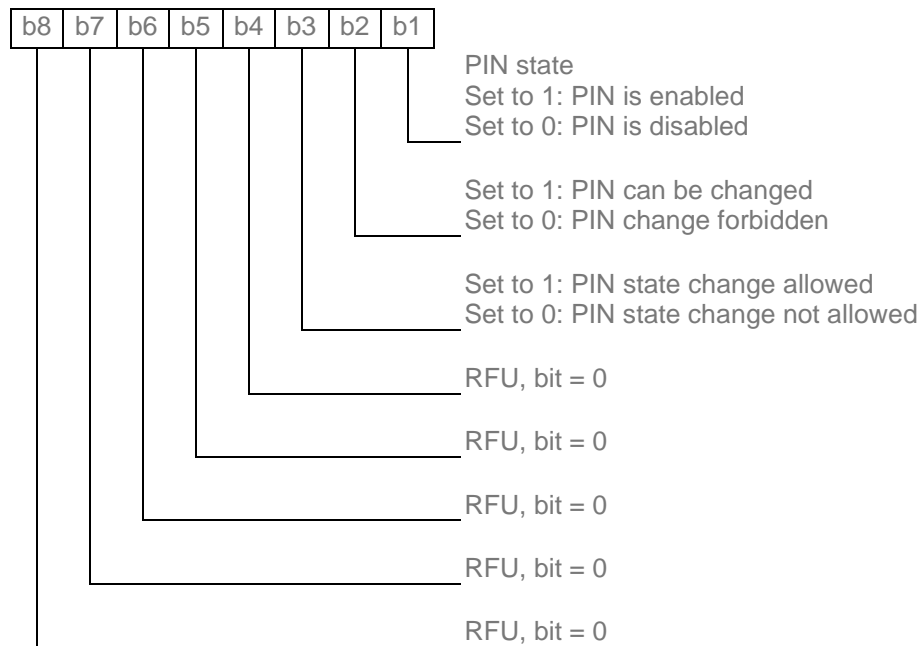 b8 b7 b6 b5 b4 b3 b2 b1
PIN state
Set to 1: PIN is enabled
Set to 0: PIN is disabled
Set to 1: PIN can be changed
Set to 0: PIN change forbidden
Set to 1: PIN state change allowed
Set to 0: PIN state change not allowed
RFU, bit = 0
RFU, bit = 0
RFU, bit = 0
RFU, bit = 0
RFU, bit = 0